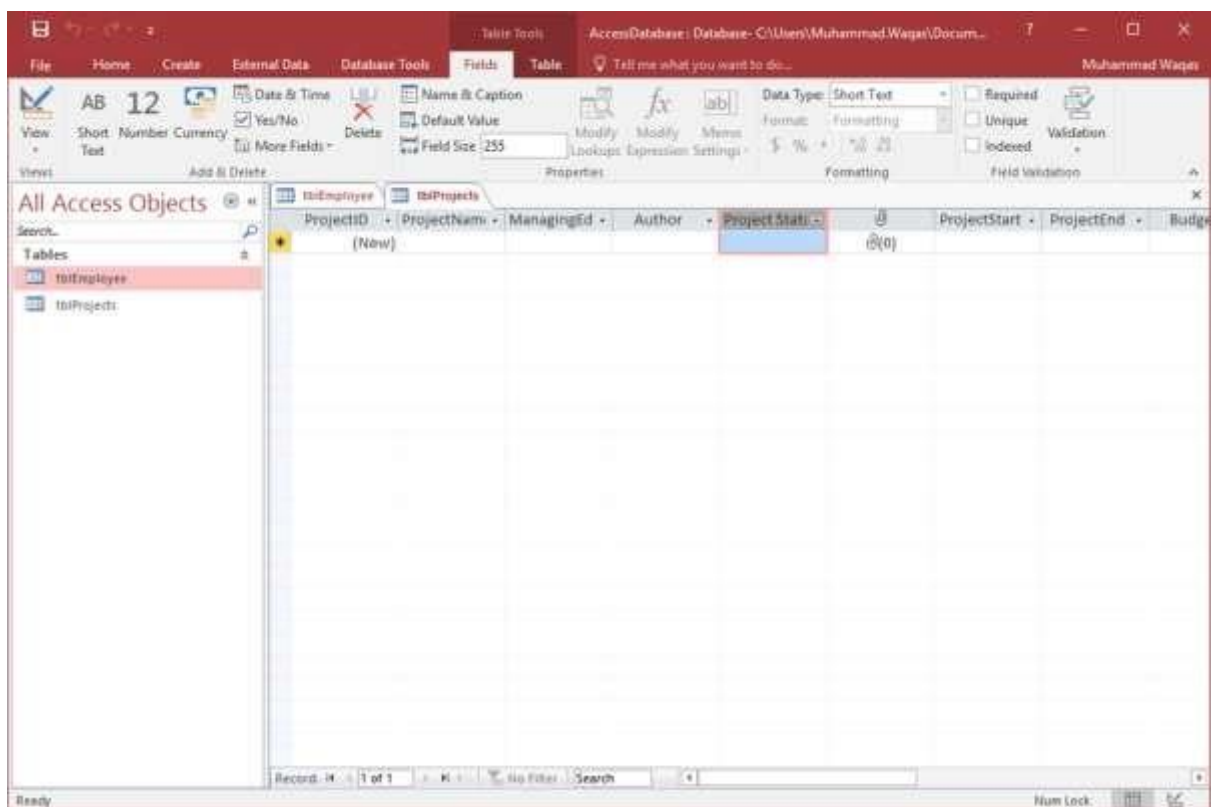 Table Tools AccessDatabase : Database- C:\Users\Muhammad.Waqas\Docum... ?
File Home Create External Data Database Tools Fields Table Tell me what you want to do... Muhammad Waqas
View AB Short Text 12 Number Currency Date & Time Yes/No More Fields Delete Name & Caption Default Value Field Size 255 Modify Lookups fx Modify Expression ab Memo Settings Data Type: Short Text Format: Formatting $ % Required Unique Indexed Validation
Views Add & Delete Properties Formatting Field Validation
All Access Objects
Search...
Tables
tblEmployee
tblProjects
tblEmployee tblProjects
ProjectID ProjectNam ManagingEd Author Project Stat ProjectStart ProjectEnd Budge
(New) (0)
Record: 1 of 1 No Filter Search
Ready Num Lock